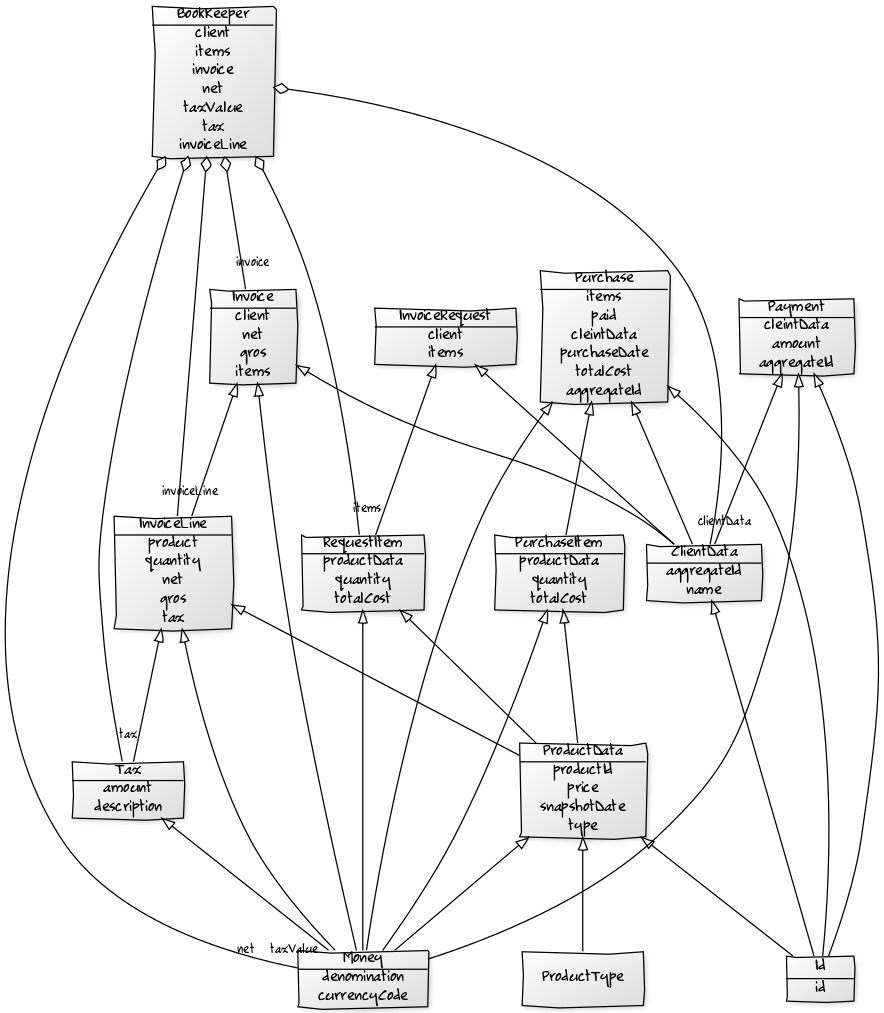 BookKeeper
client
items
invoice
net
taxValue
tax
invoiceLine
invoice
Invoice
client
net
gros
items
InvoiceRequest
client
items
Purchase
items
paid
cleintData
purchaseDate
totalCost
aggregateId
Payment
cleintData
amount
aggregateId
invoiceLine
items
clientData
InvoiceLine
product
quantity
net
gros
tax
RequestItem
productData
quantity
totalCost
PurchaseItem
productData
quantity
totalCost
ClientData
aggregateId
name
tax
Tax
amount
description
ProductData
productId
price
snapshotDate
type
net taxValue
Money
denomination
currencyCode
ProductType
Id
id